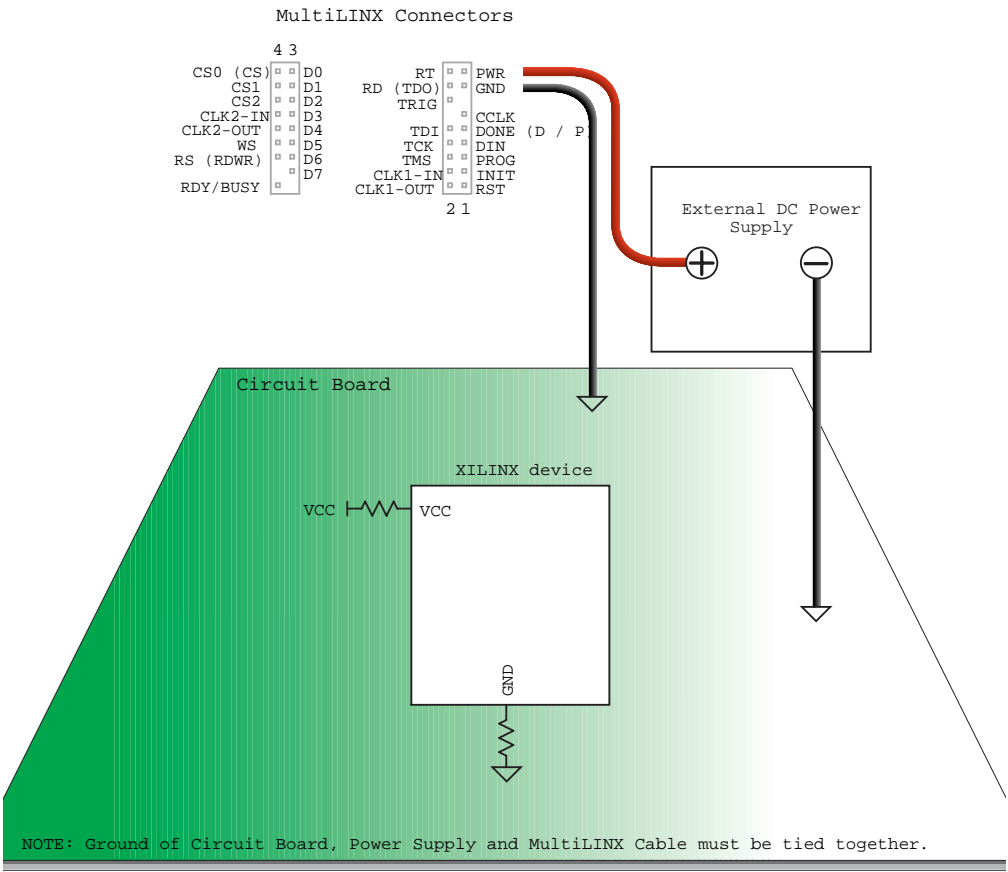 MultiLINX Connectors
4 3
CS0 (CS) D0
CS1 D1
CS2 D2
CLK2-IN D3
CLK2-OUT D4
WS D5
RS (RDWR) D6
D7
RDY/BUSY
RT PWR
RD (TDO) GND
TRIG
CCLK
TDI DONE (D / P)
TCK DIN
TMS PROG
CLK1-IN INIT
CLK1-OUT RST
2 1
External DC Power
Supply
Circuit Board
XILINX device
VCC VCC
GND
NOTE: Ground of Circuit Board, Power Supply and MultiLINX Cable must be tied together.